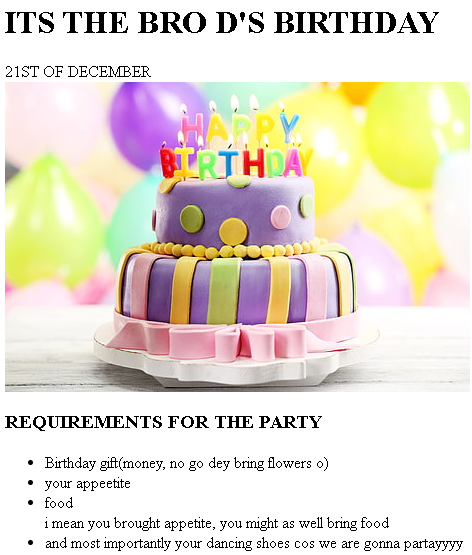 ITS THE BRO D'S BIRTHDAY
21ST OF DECEMBER
HAPPY
BIRTHDAY
REQUIREMENTS FOR THE PARTY
Birthday gift(money, no go dey bring flowers o)
your appeetite
food
i mean you brought appetite, you might as well bring food
and most importantly your dancing shoes cos we are gonna partayyyy